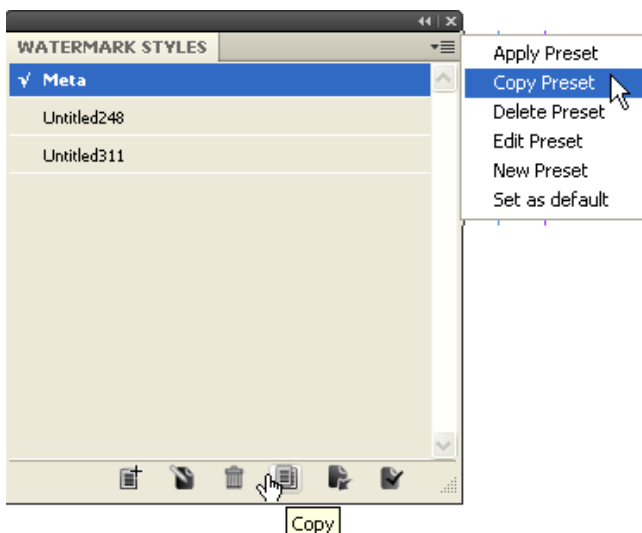 WATERMARK STYLES
√ Meta
Untitled248
Untitled311
Apply Preset
Copy Preset
Delete Preset
Edit Preset
New Preset
Set as default
Copy